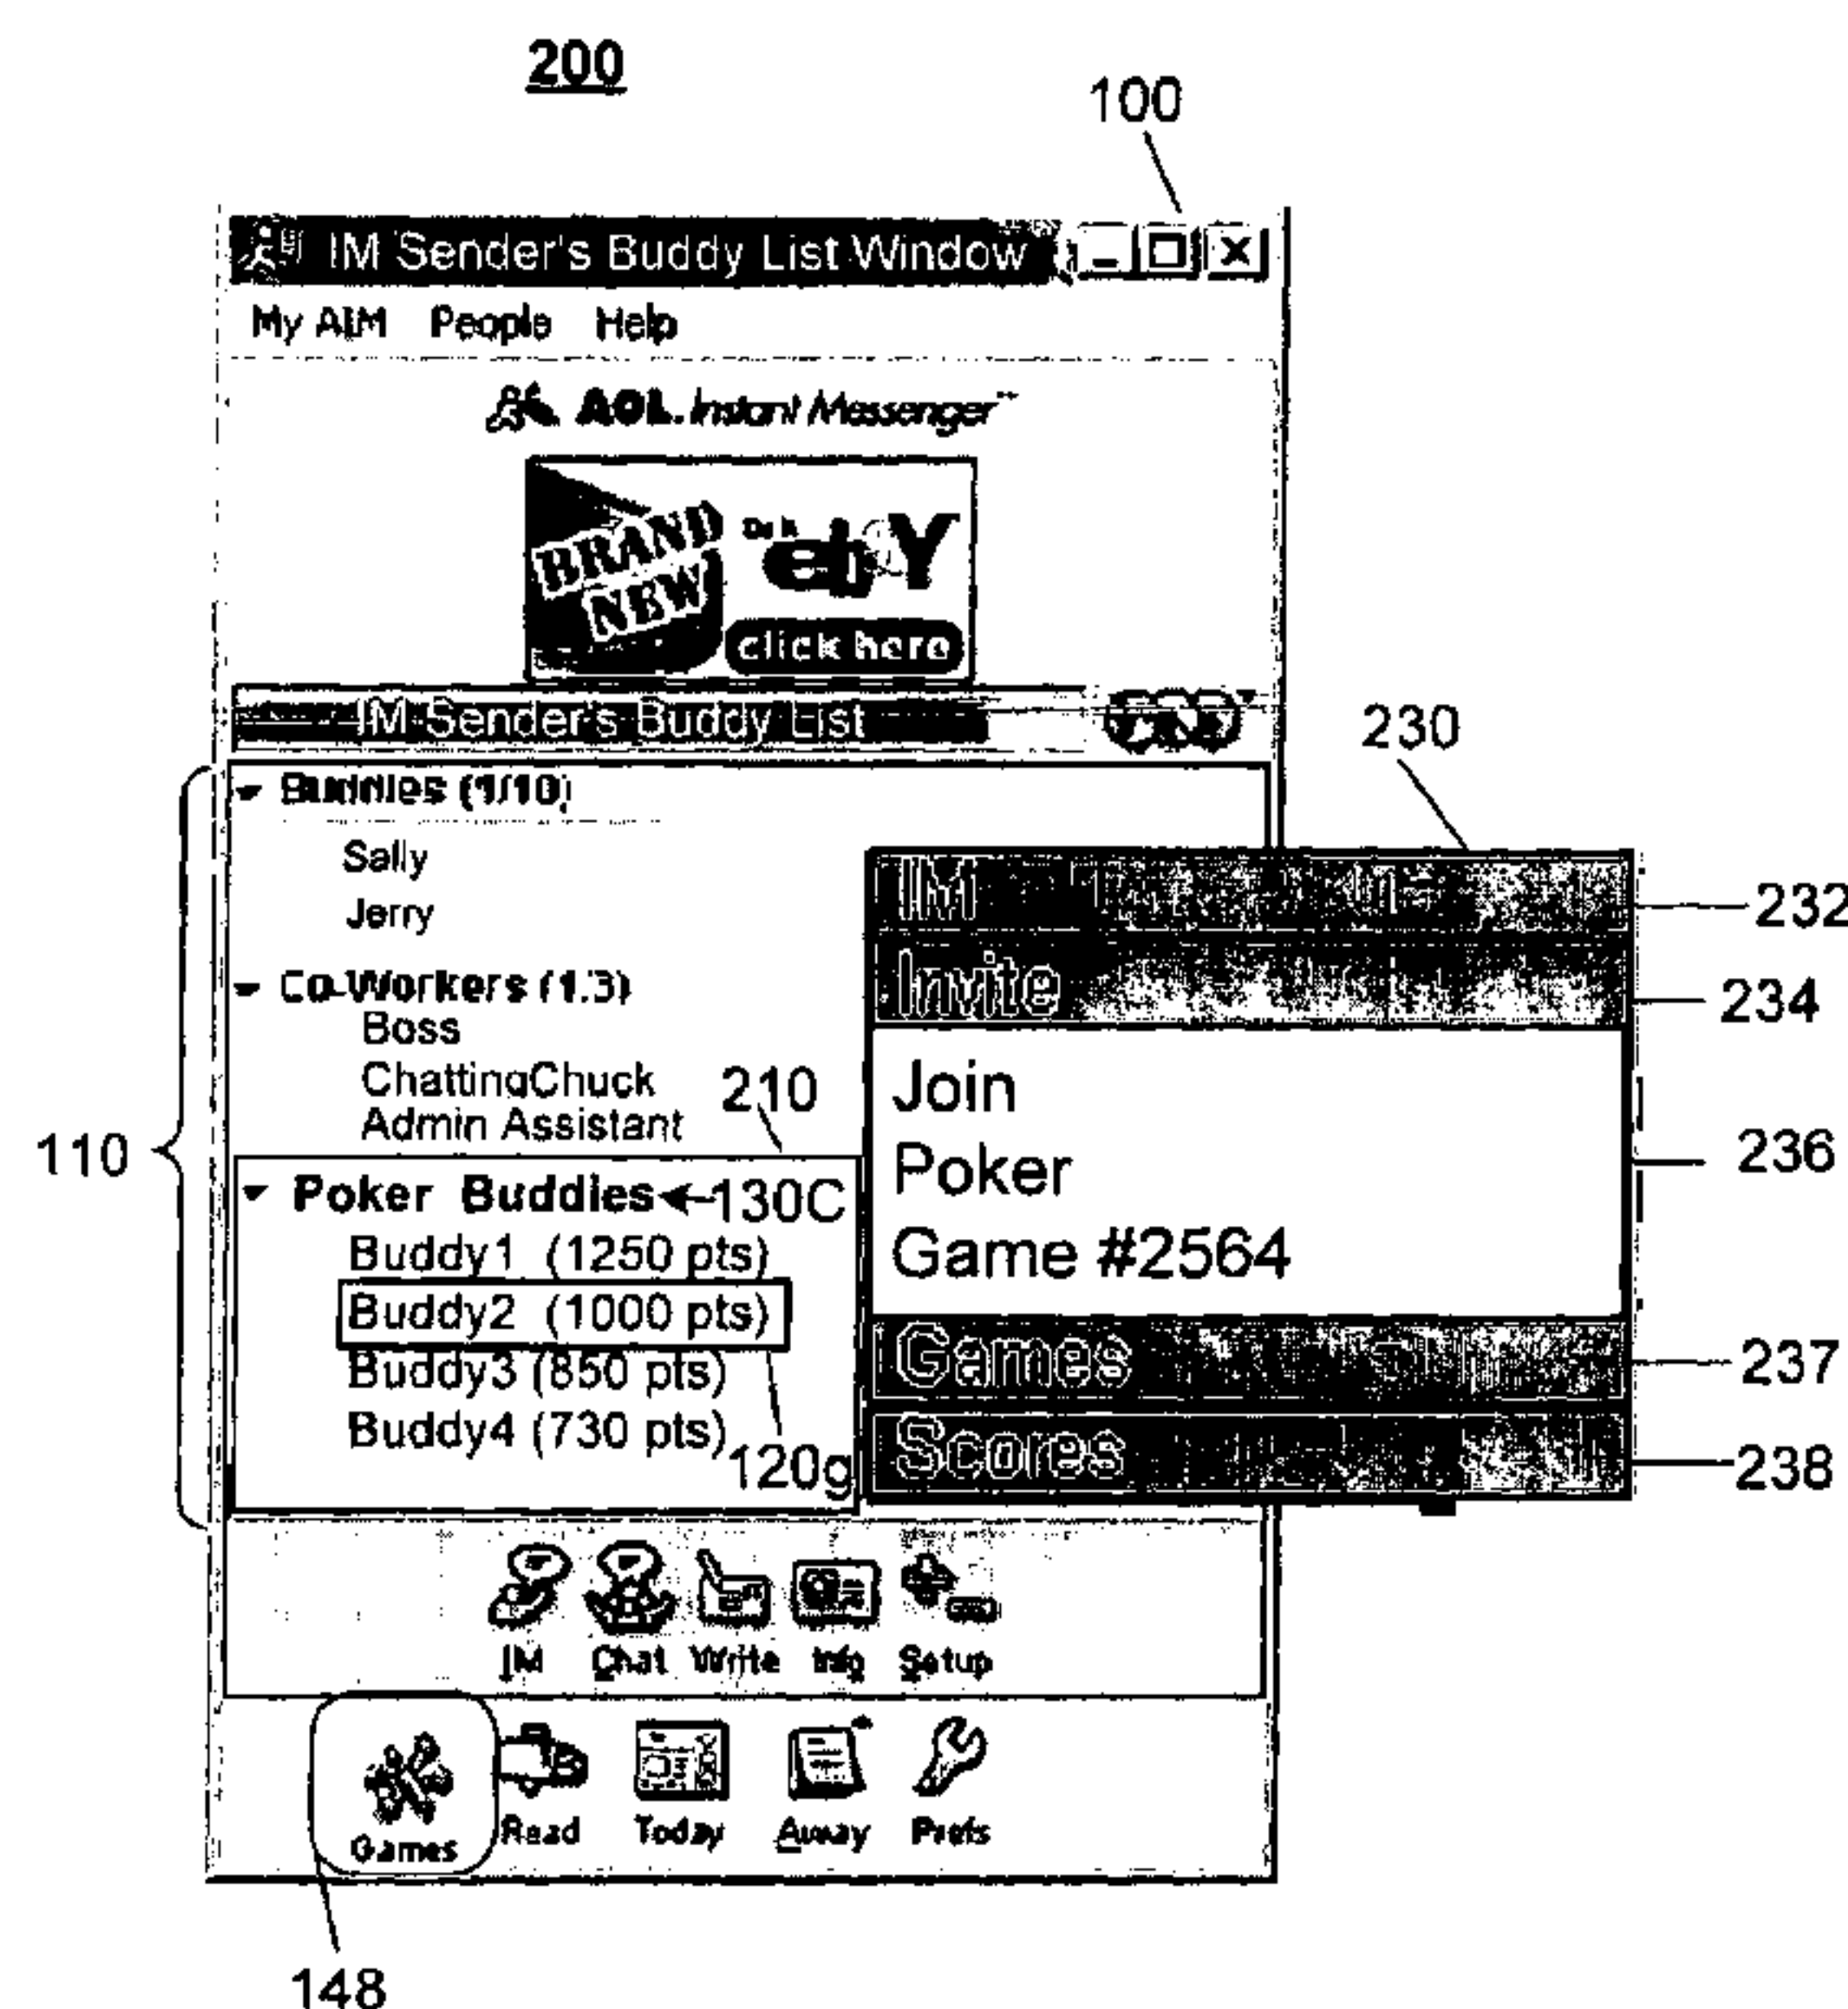 200
100
IM Sender's Buddy List Window
My AIM People Help
AOL Instant Messenger™
BRAND NEW
ebaY
click here
IM Sender's Buddy List
230
Buddies (1/10)
Sally
Jerry
IM
232
Invite
234
Co-Workers (1.3)
Boss
ChattingChuck
Admin Assistant
210
Join
Poker
Game #2564
236
110
Poker Buddies
130C
Buddy1 (1250 pts)
Buddy2 (1000 pts)
Buddy3 (850 pts)
Buddy4 (730 pts)
120g
Games
237
Scores
238
IM Chat Write Info Setup
Games Read Today Away Prefs
148